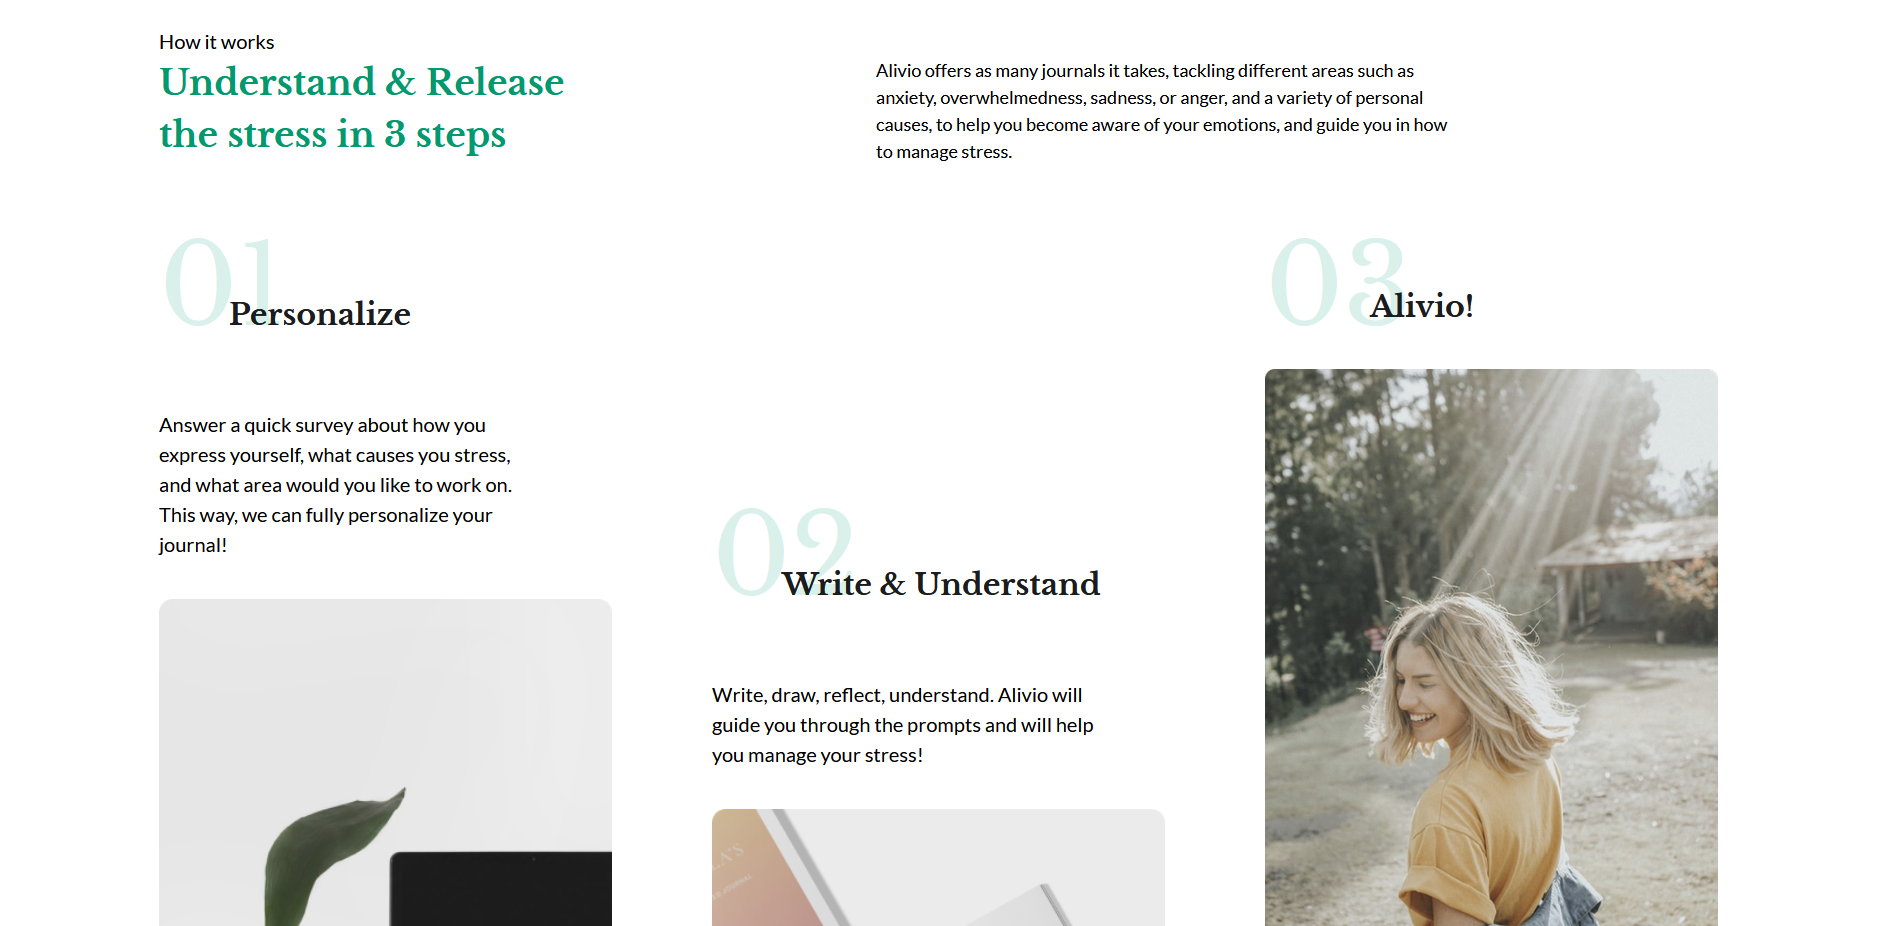 How it works
Understand & Release
the stress in 3 steps
Alivio offers as many journals it takes, tackling different areas such as
anxiety, overwhelmedness, sadness, or anger, and a variety of personal
causes, to help you become aware of your emotions, and guide you in how
to manage stress.
01
Personalize
Answer a quick survey about how you
express yourself, what causes you stress,
and what area would you like to work on.
This way, we can fully personalize your
journal!
02
Write & Understand
Write, draw, reflect, understand. Alivio will
guide you through the prompts and will help
you manage your stress!
03
Alivio!